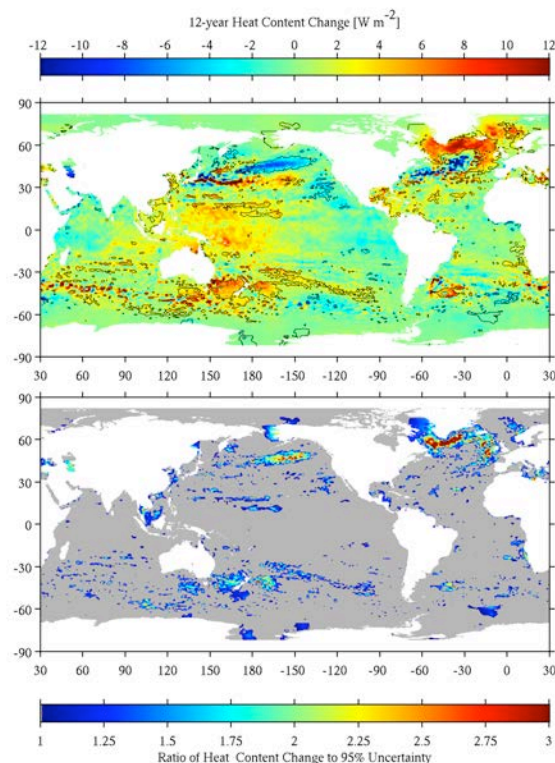 12-year Heat Content Change [W m⁻²]
-12 -10 -8 -6 -4 -2 0 2 4 6 8 10 12
90
60
30
0
-30
-60
-90
30 60 90 120 150 180 -150 -120 -90 -60 -30 0 30
90
60
30
0
-30
-60
-90
30 60 90 120 150 180 -150 -120 -90 -60 -30 0 30
1 1.25 1.5 1.75 2 2.25 2.5 2.75 3
Ratio of Heat Content Change to 95% Uncertainty